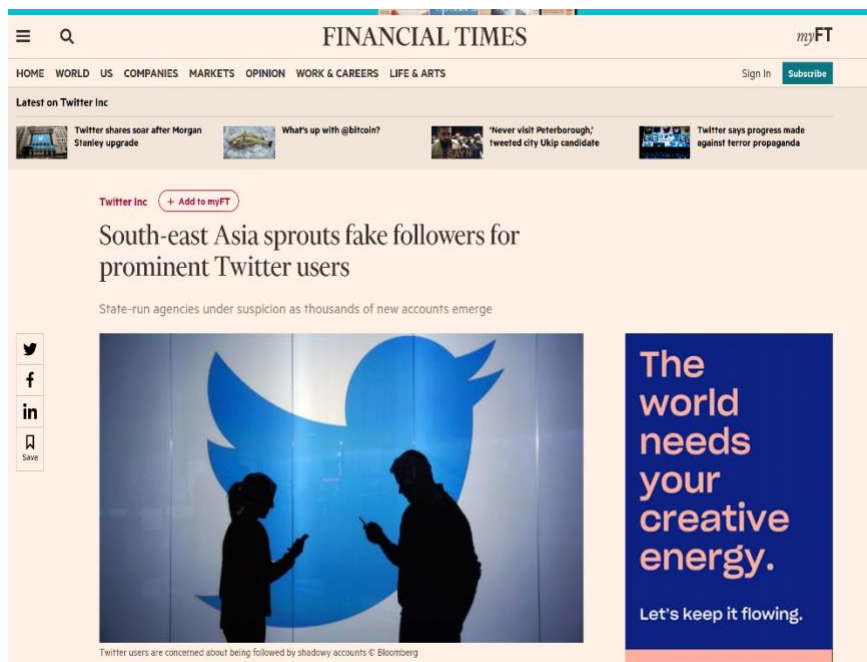 FINANCIAL TIMES
myFT
HOME WORLD US COMPANIES MARKETS OPINION WORK & CAREERS LIFE & ARTS
Sign In
Subscribe
Latest on Twitter Inc
Twitter shares soar after Morgan
Stanley upgrade
What's up with @bitcoin?
'Never visit Peterborough,'
tweeted city Ukip candidate
Twitter says progress made
against terror propaganda
Twitter Inc
+ Add to myFT
South-east Asia sprouts fake followers for
prominent Twitter users
State-run agencies under suspicion as thousands of new accounts emerge
f
in
Save
Twitter users are concerned about being followed by shadowy accounts © Bloomberg
The
world
needs
your
creative
energy.
Let's keep it flowing.